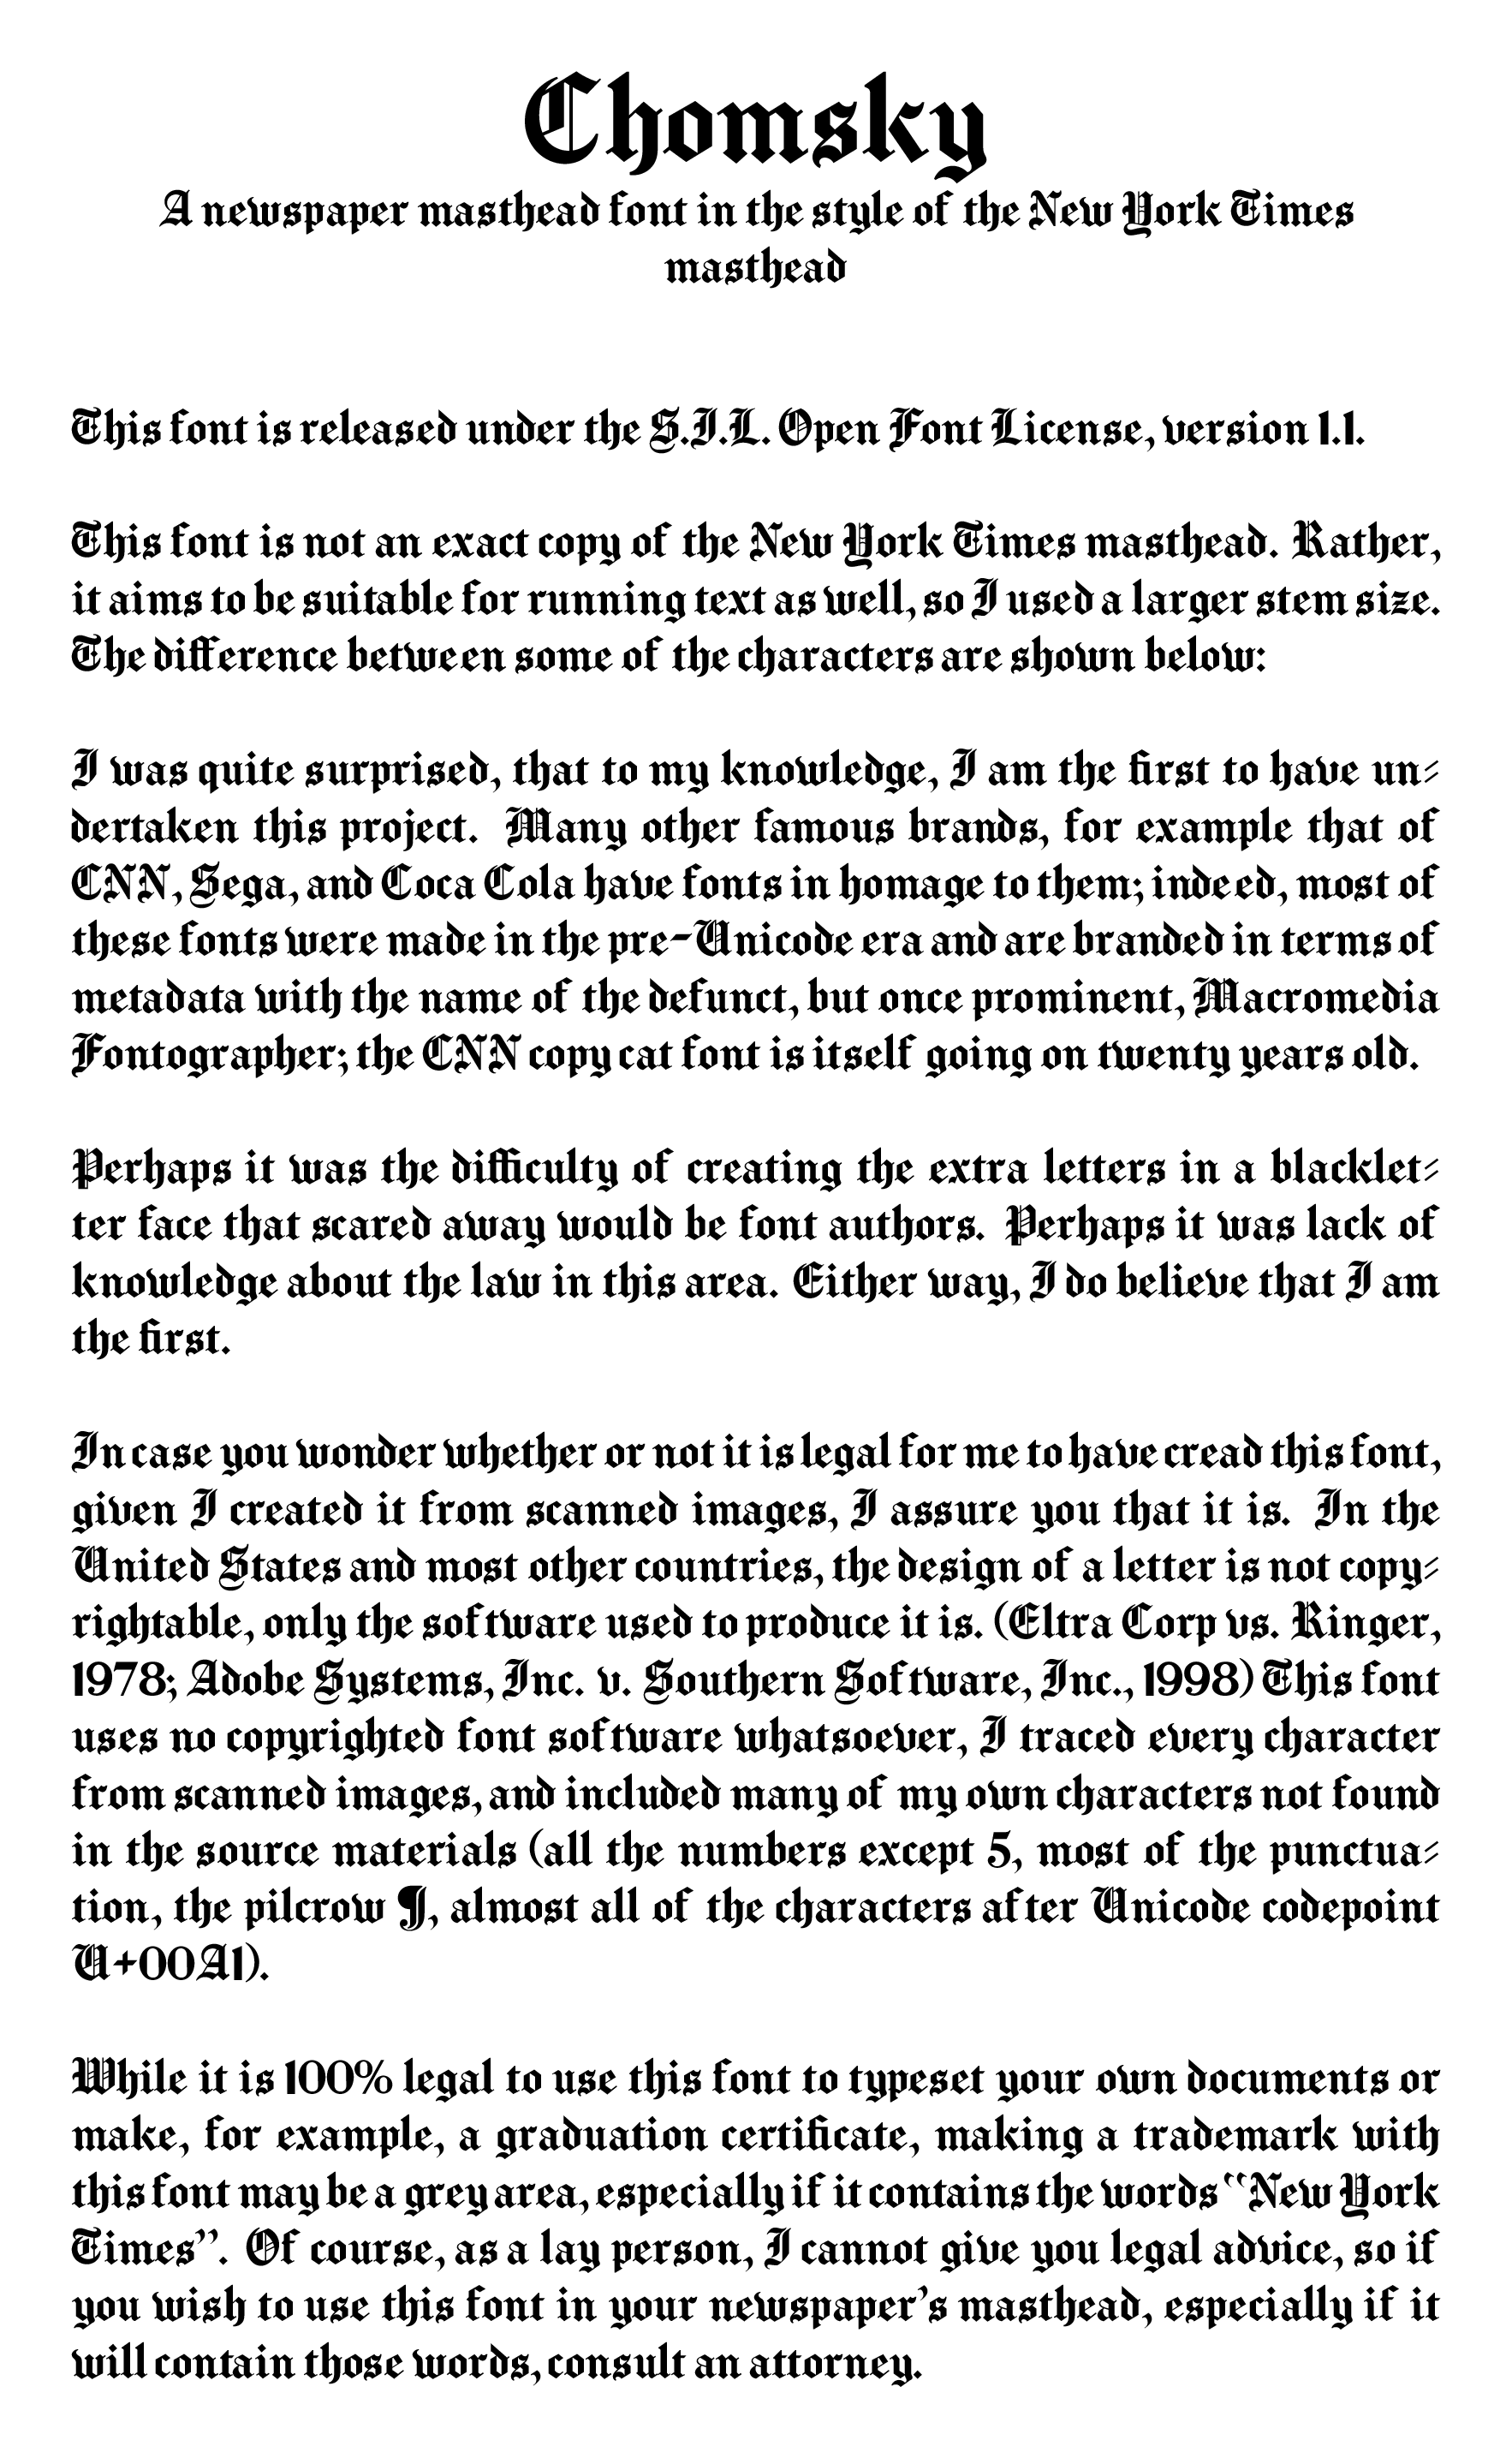 Chomsky
A newspaper masthead font in the style of the New York Times
masthead
This font is released under the S.I.L. Open Font License, version 1.1.
This font is not an exact copy of the New York Times masthead. Rather,
it aims to be suitable for running text as well, so I used a larger stem size.
The difference between some of the characters are shown below:
I was quite surprised, that to my knowledge, I am the first to have un-
dertaken this project. Many other famous brands, for example that of
CNN, Sega, and Coca Cola have fonts in homage to them; indeed, most of
these fonts were made in the pre-Unicode era and are branded in terms of
metadata with the name of the defunct, but once prominent, Macromedia
Fontographer; the CNN copy cat font is itself going on twenty years old.
Perhaps it was the difficulty of creating the extra letters in a blacklet-
ter face that scared away would be font authors. Perhaps it was lack of
knowledge about the law in this area. Either way, I do believe that I am
the first.
In case you wonder whether or not it is legal for me to have cread this font,
given I created it from scanned images, I assure you that it is. In the
United States and most other countries, the design of a letter is not copy-
rightable, only the software used to produce it is. (Eltra Corp vs. Ringer,
1978; Adobe Systems, Inc. v. Southern Software, Inc., 1998) This font
uses no copyrighted font software whatsoever, I traced every character
from scanned images, and included many of my own characters not found
in the source materials (all the numbers except 5, most of the punctua-
tion, the pilcrow ¶, almost all of the characters after Unicode codepoint
U+00A1).
While it is 100% legal to use this font to typeset your own documents or
make, for example, a graduation certificate, making a trademark with
this font may be a grey area, especially if it contains the words “New York
Times”. Of course, as a lay person, I cannot give you legal advice, so if
you wish to use this font in your newspaper’s masthead, especially if it
will contain those words, consult an attorney.